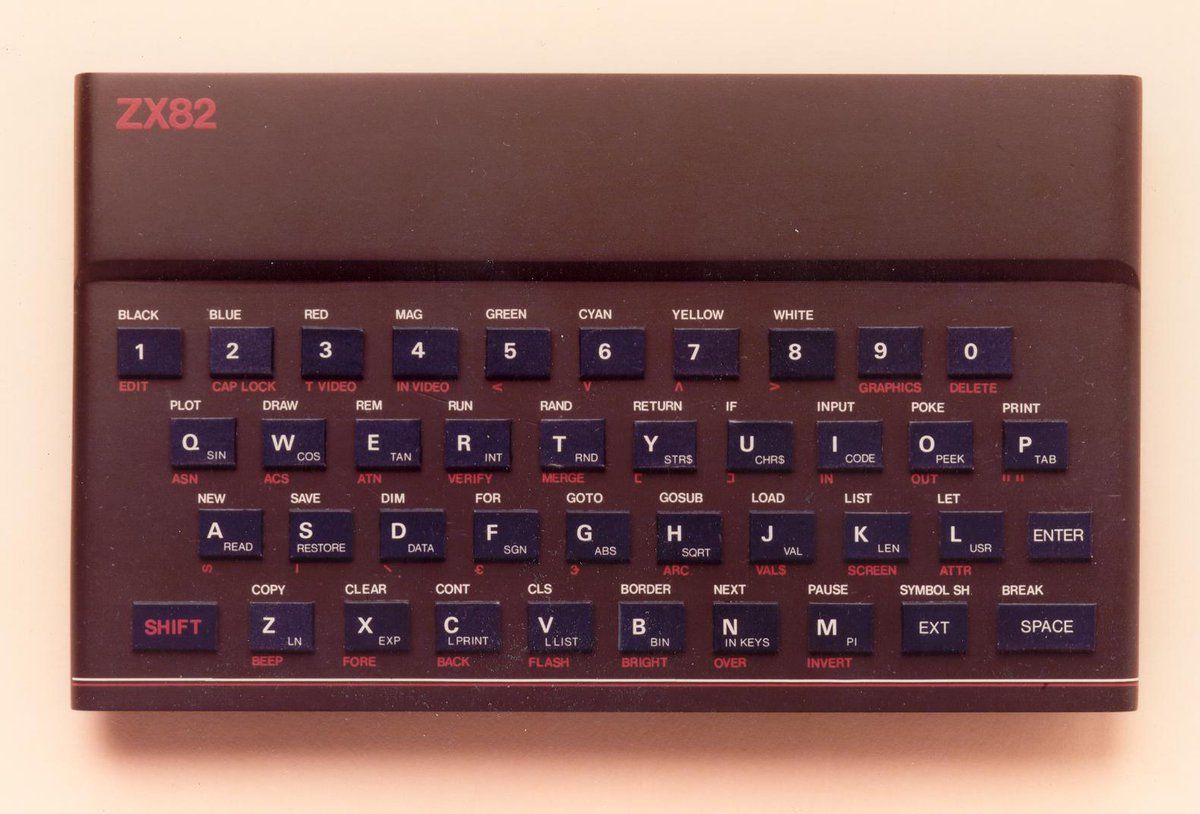 ZX82
BLACK BLUE RED MAG GREEN CYAN YELLOW WHITE
1 2 3 4 5 6 7 8 9 0
EDIT CAP LOCK T VIDEO IN VIDEO < V Λ > GRAPHICS DELETE
PLOT DRAW REM RUN RAND RETURN IF INPUT POKE PRINT
Q W E R T Y U I O P
SIN COS TAN INT RND STR$ CHR$ CODE PEEK TAB
ASN ACS ATN VERIFY MERGE IN OUT
NEW SAVE DIM FOR GOTO GOSUB LOAD LIST LET
A S D F G H J K L ENTER
READ RESTORE DATA SGN ABS SQRT VAL LEN USR
ARC VAL$ SCREEN ATTR
COPY CLEAR CONT CLS BORDER NEXT PAUSE SYMBOL SH BREAK
SHIFT Z X C V B N M EXT SPACE
LN EXP L PRINT L LIST BIN IN KEYS PI
BEEP FORE BACK FLASH BRIGHT OVER INVERT